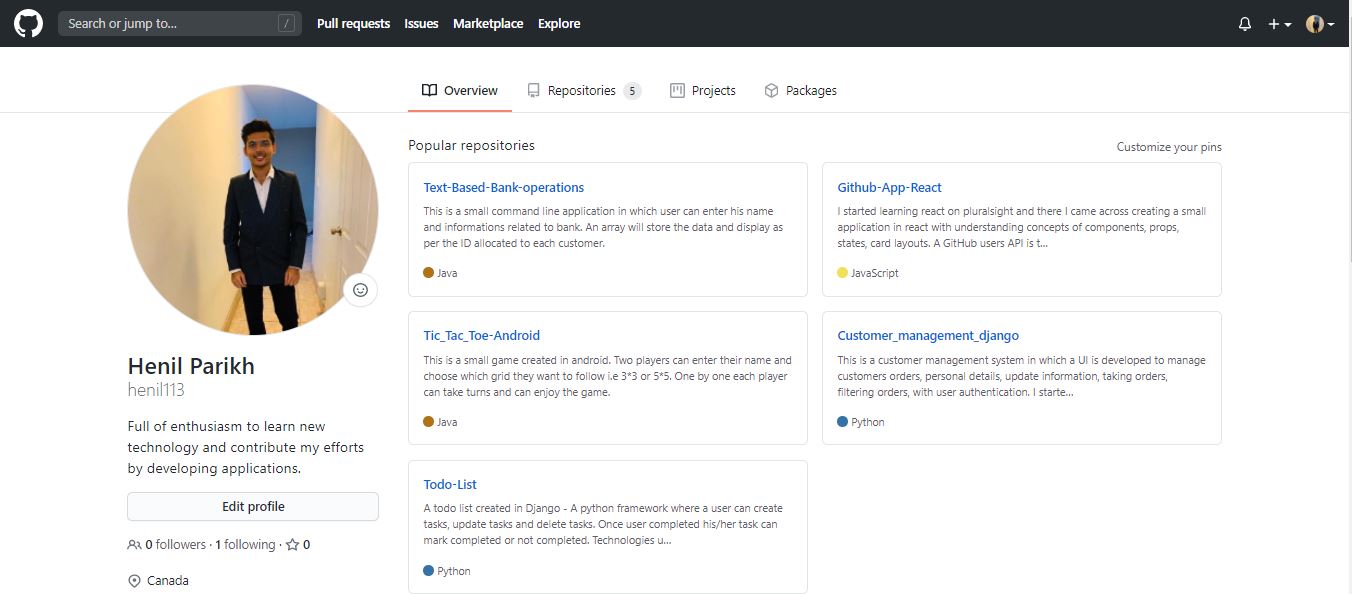 Search or jump to...
/
Pull requests
Issues
Marketplace
Explore
Overview
Repositories 5
Projects
Packages
Henil Parikh
henil113
Full of enthusiasm to learn new
technology and contribute my efforts
by developing applications.
Edit profile
0 followers · 1 following · 0
Canada
Popular repositories
Customize your pins
Text-Based-Bank-operations
This is a small command line application in which user can enter his name
and informations related to bank. An array will store the data and display as
per the ID allocated to each customer.
Java
Github-App-React
I started learning react on pluralsight and there I came across creating a small
application in react with understanding concepts of components, props,
states, card layouts. A GitHub users API is t...
JavaScript
Tic_Tac_Toe-Android
This is a small game created in android. Two players can enter their name and
choose which grid they want to follow i.e 3*3 or 5*5. One by one each player
can take turns and can enjoy the game.
Java
Customer_management_django
This is a customer management system in which a UI is developed to manage
customers orders, personal details, update information, taking orders,
filtering orders, with user authentication. I starte...
Python
Todo-List
A todo list created in Django - A python framework where a user can create
tasks, update tasks and delete tasks. Once user completed his/her task can
mark completed or not completed. Technologies u...
Python